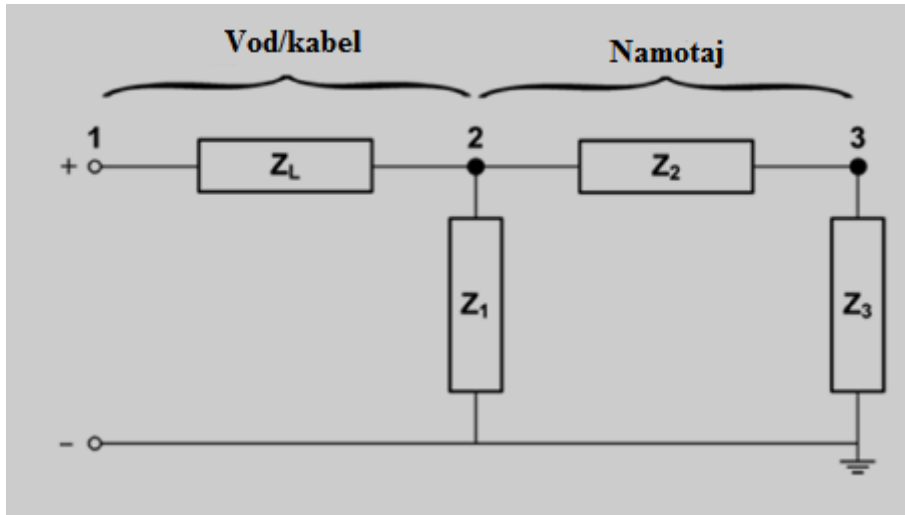 Vod/kabel
Namotaj
1
2
3
+
Z_L
Z_2
Z_1
Z_3
–